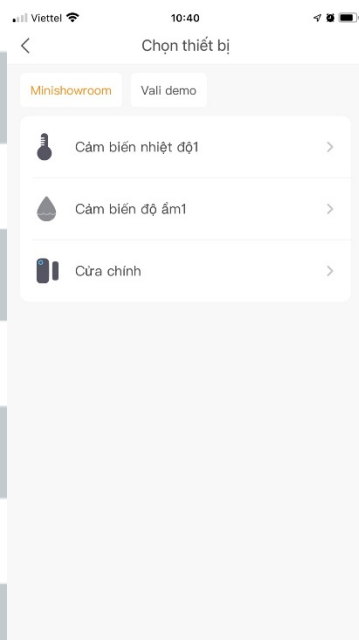 Viettel 10:40
Chọn thiết bị
Minishowroom Vali demo
Cảm biến nhiệt độ1
Cảm biến độ ẩm1
Cửa chính